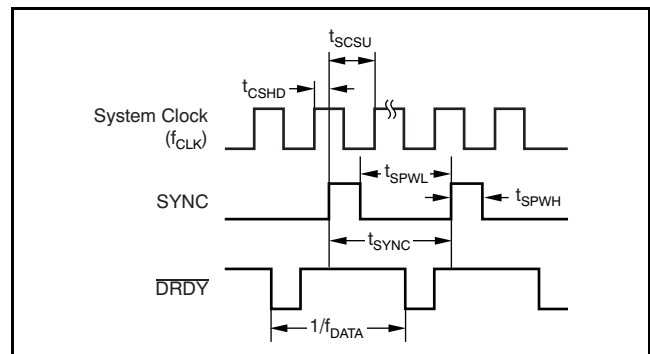 tSCSU
tCSHD
System Clock
(fCLK)
tSPWL
SYNC
tSPWH
tSYNC
DRDY
1/fDATA